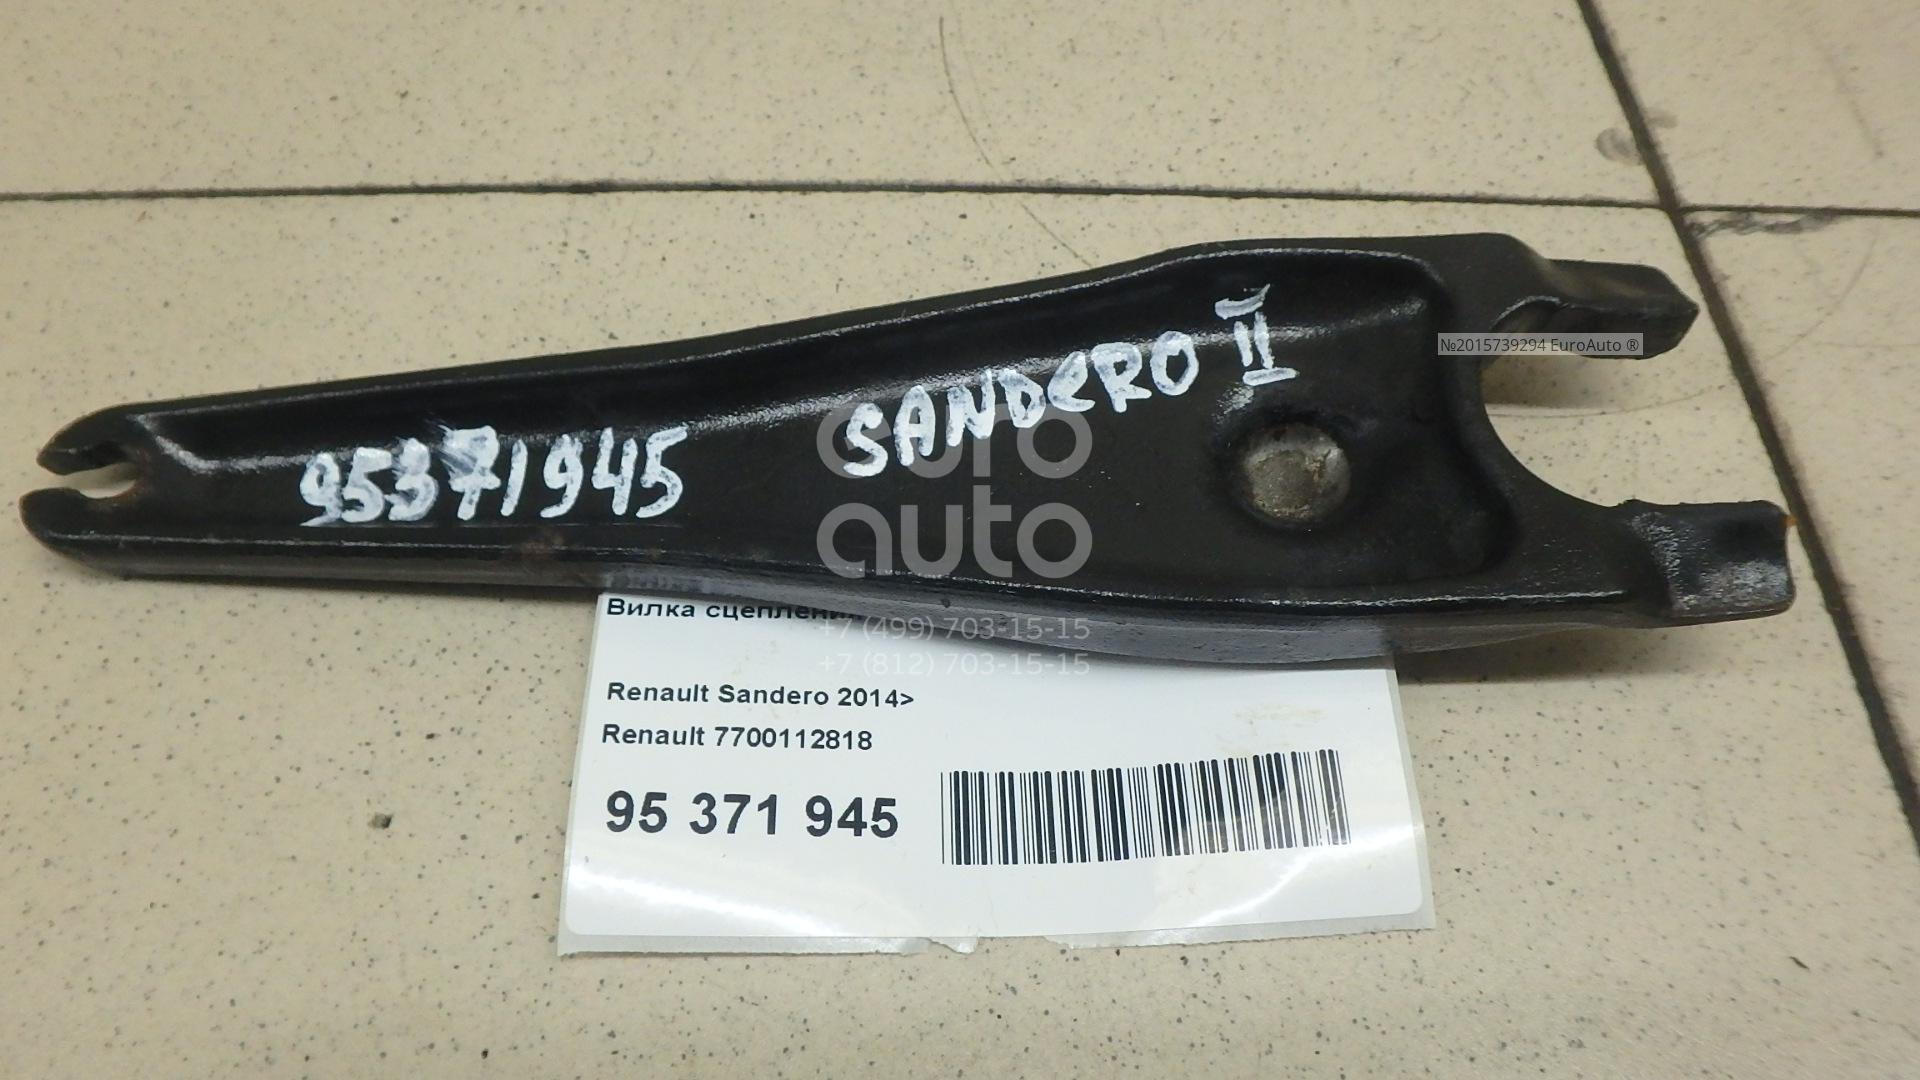 SANDERO II
№2015739294 EuroAuto ®
95371945
euro
auto
Вилка сцепления
+7 (499) 703-15-15
+7 (812) 703-15-15
Renault Sandero 2014>
Renault 7700112818
95 371 945